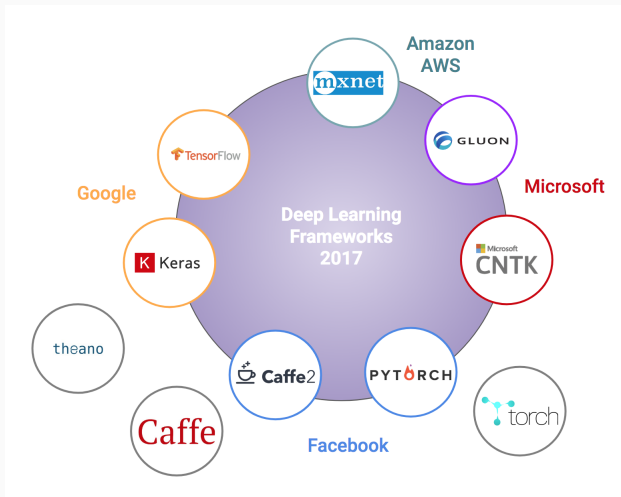 Amazon
AWS
mxnet
GLUON
TensorFlow
Google
Microsoft
Deep Learning
Frameworks
2017
Microsoft
CNTK
K Keras
theano
Caffe2
PYTORCH
Caffe
torch
Facebook